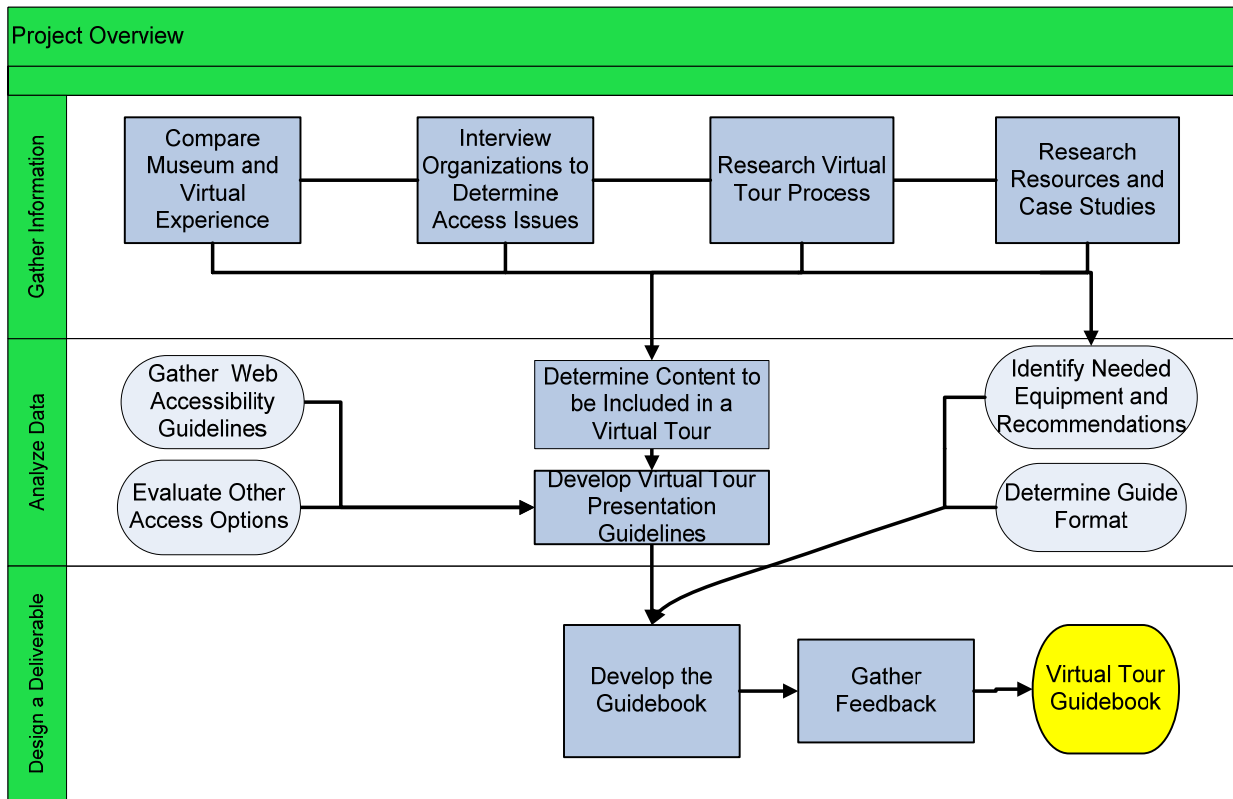 Project Overview
Gather Information
Compare
Museum and
Virtual
Experience
Interview
Organizations to
Determine
Access Issues
Research Virtual
Tour Process
Research
Resources and
Case Studies
Analyze Data
Gather Web
Accessibility
Guidelines
Evaluate Other
Access Options
Determine Content to
be Included in a
Virtual Tour
Develop Virtual Tour
Presentation
Guidelines
Identify Needed
Equipment and
Recommendations
Determine Guide
Format
Design a Deliverable
Develop the
Guidebook
Gather
Feedback
Virtual Tour
Guidebook